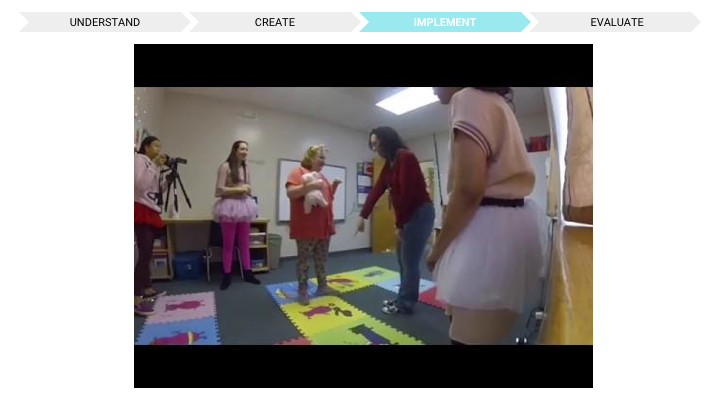 UNDERSTAND
CREATE
IMPLEMENT
EVALUATE